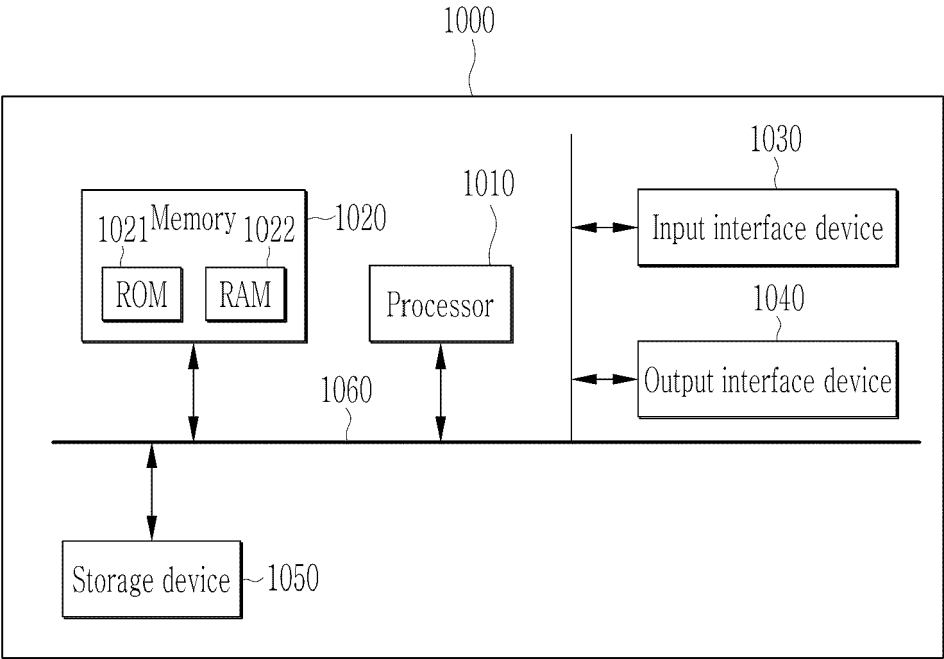 1000
1030
Input interface device
1010
Memory
1020
1021
1022
ROM
RAM
Processor
1040
Output interface device
1060
Storage device
1050